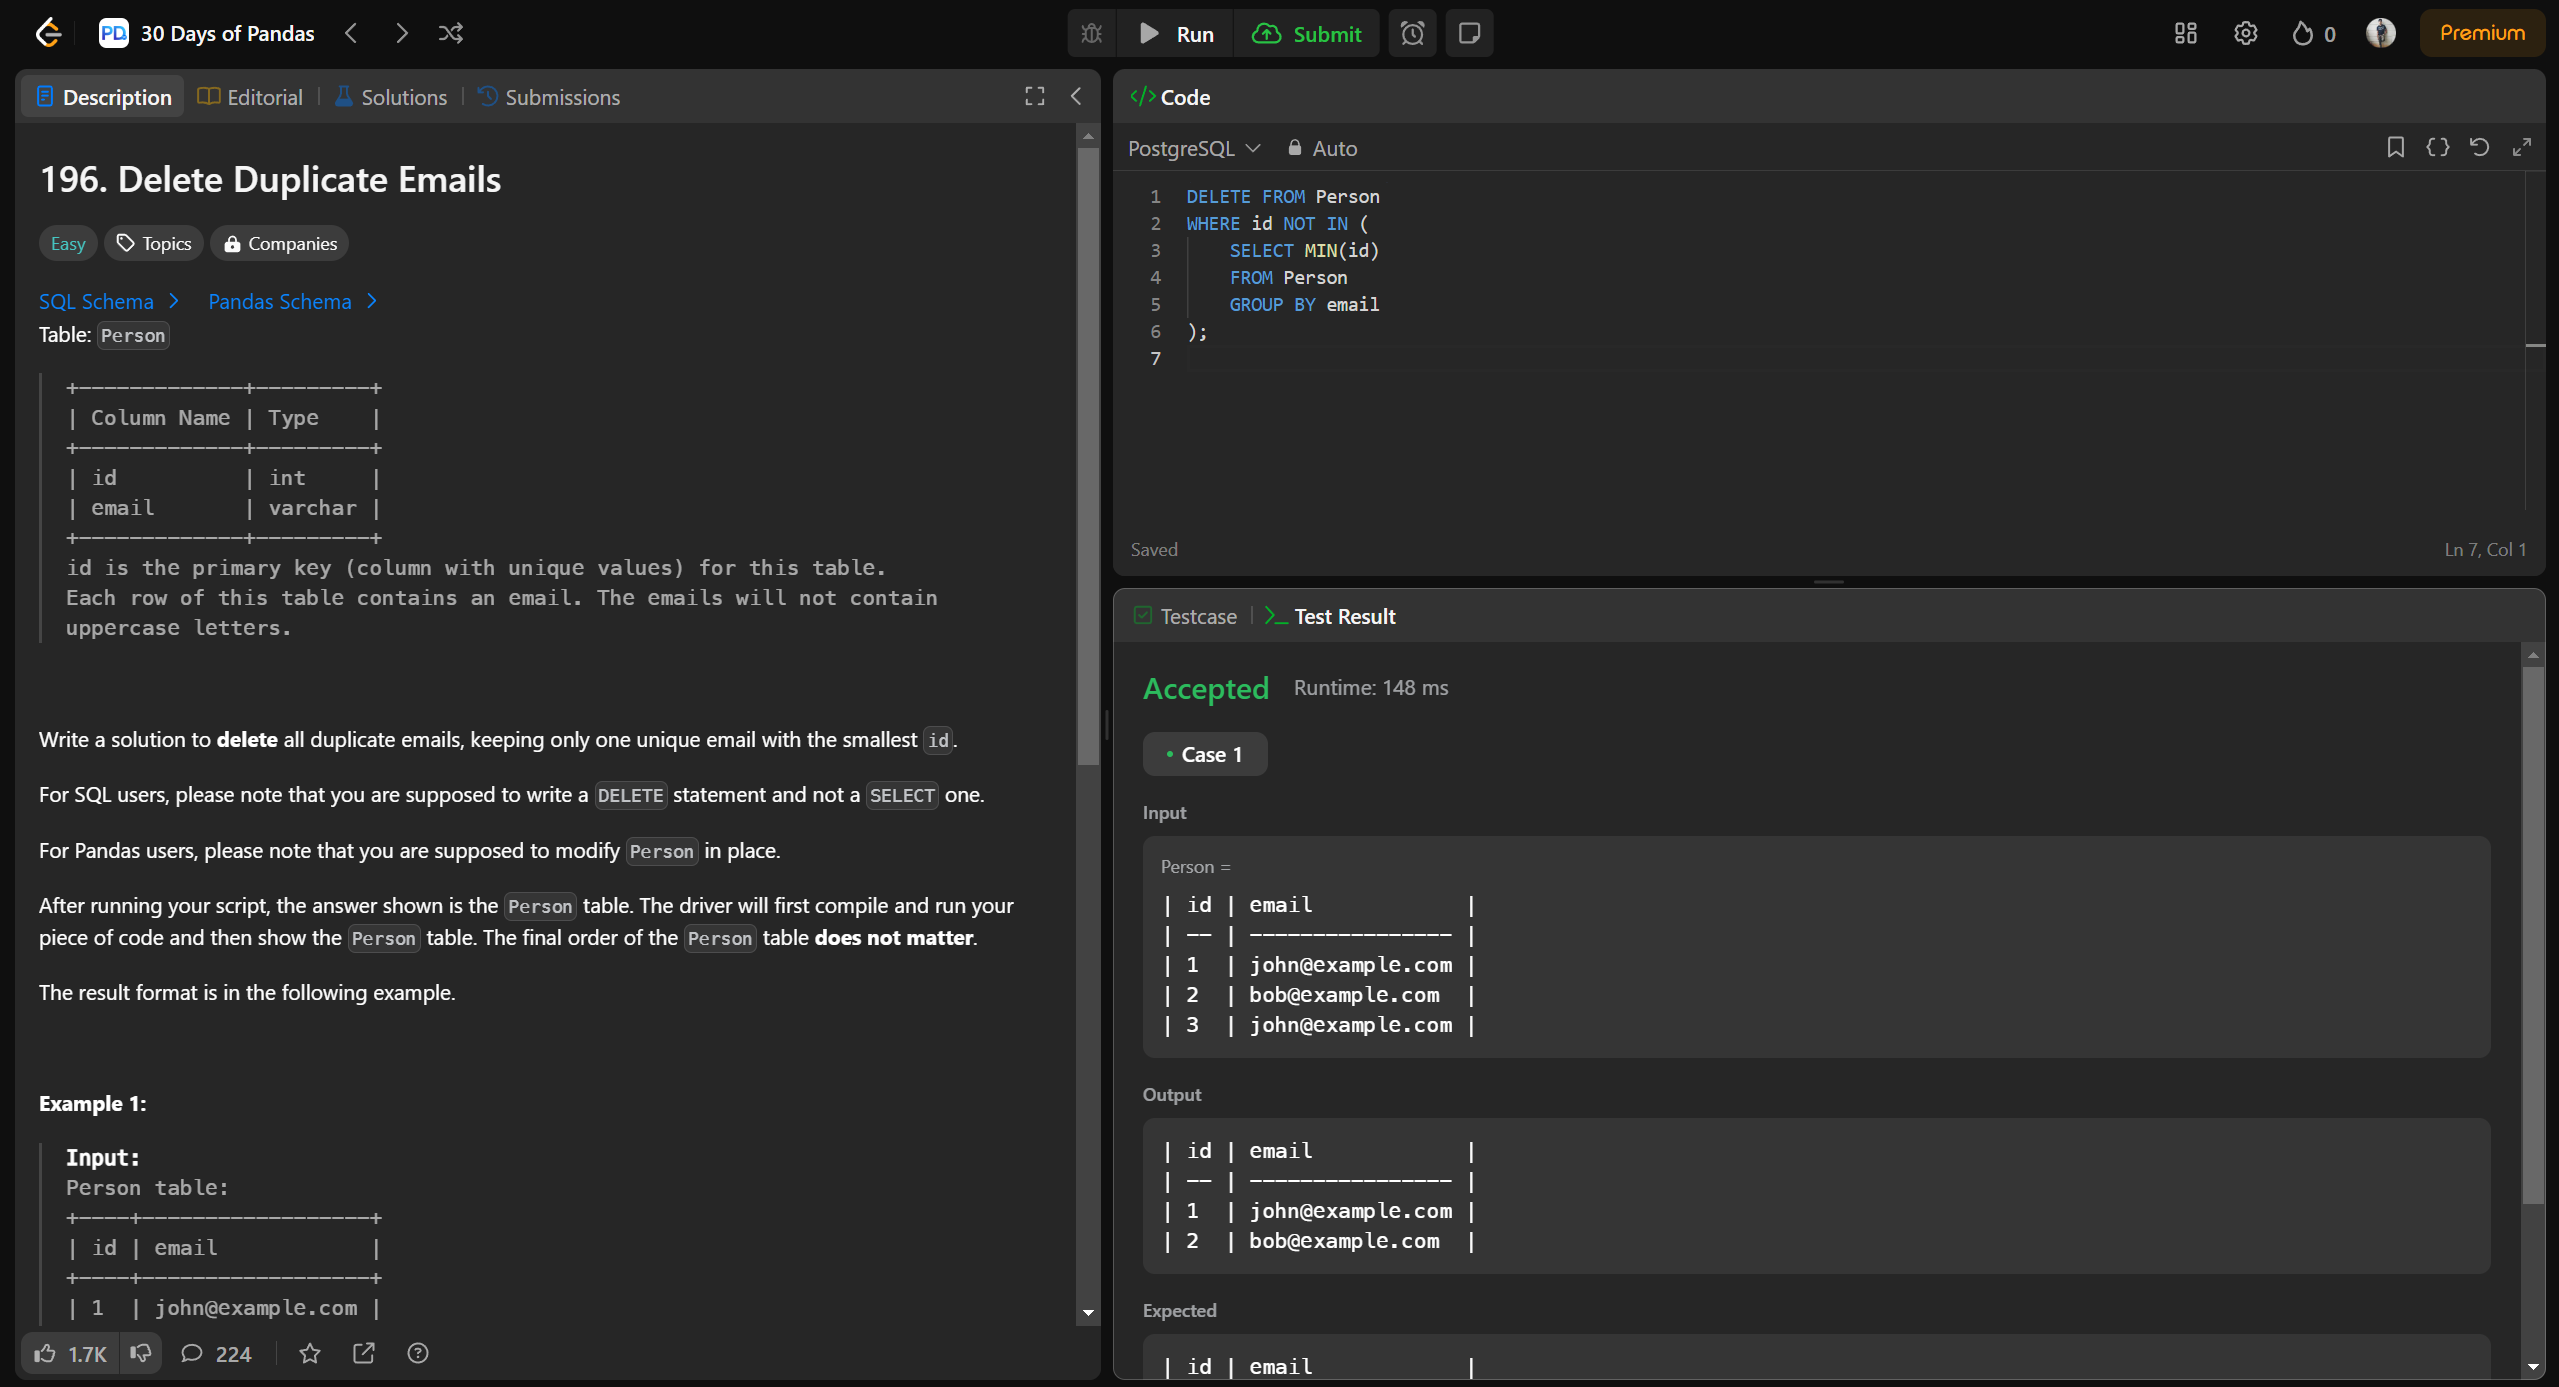 PD 30 Days of Pandas
Run
Submit
0
Premium
Description
Editorial
Solutions
Submissions
196. Delete Duplicate Emails
Easy
Topics
Companies
SQL Schema
Pandas Schema
Table: Person
+-------------+---------+
| Column Name | Type    |
+-------------+---------+
| id          | int     |
| email       | varchar |
+-------------+---------+
id is the primary key (column with unique values) for this table.
Each row of this table contains an email. The emails will not contain
uppercase letters.
Write a solution to delete all duplicate emails, keeping only one unique email with the smallest id.
For SQL users, please note that you are supposed to write a DELETE statement and not a SELECT one.
For Pandas users, please note that you are supposed to modify Person in place.
After running your script, the answer shown is the Person table. The driver will first compile and run your
piece of code and then show the Person table. The final order of the Person table does not matter.
The result format is in the following example.
Example 1:
Input:
Person table:
+----+------------------+
| id | email            |
+----+------------------+
| 1  | john@example.com |
1.7K
224
</> Code
PostgreSQL
Auto
1 DELETE FROM Person
2 WHERE id NOT IN (
3     SELECT MIN(id)
4     FROM Person
5     GROUP BY email
6 );
7
Saved
Ln 7, Col 1
Testcase
>_ Test Result
Accepted
Runtime: 148 ms
• Case 1
Input
Person =
| id | email            |
| -- | ---------------- |
| 1  | john@example.com |
| 2  | bob@example.com  |
| 3  | john@example.com |
Output
| id | email            |
| -- | ---------------- |
| 1  | john@example.com |
| 2  | bob@example.com  |
Expected
| id | email            |